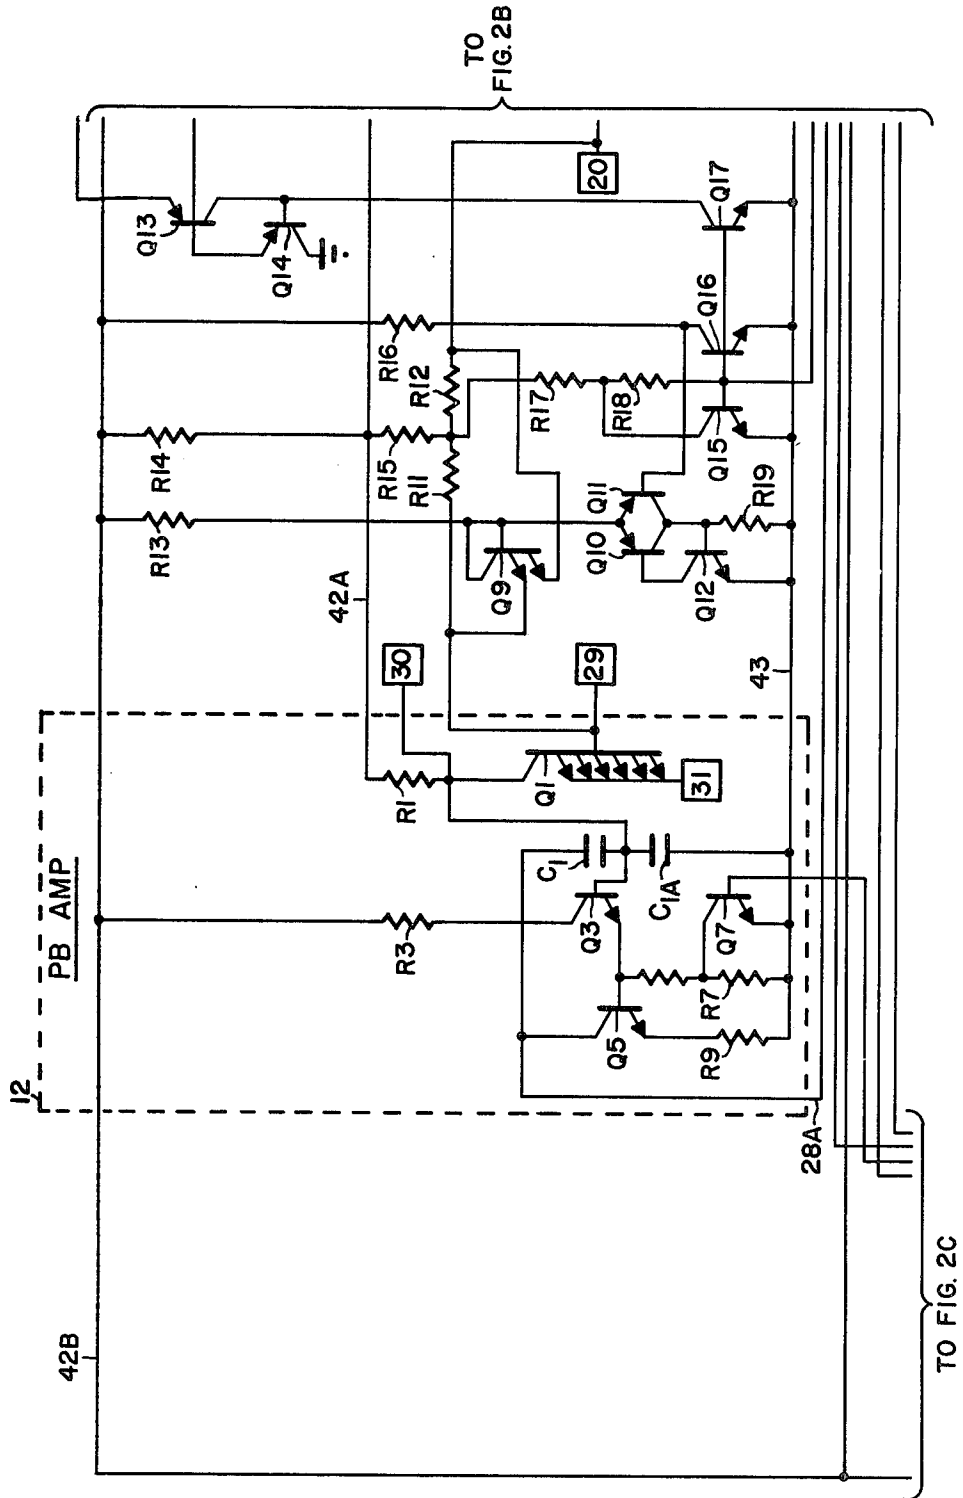 TO
FIG. 2B
Q13
Q14
20
Q17
Q16
R16
R12
R17
R18
Q15
R14
R15
R11
Q11
R19
R13
Q10
Q9
Q12
42A
30
29
43
12
PB AMP
R1
Q1
31
C1
C1A
R3
Q3
Q7
R7
Q5
R9
28A
42B
TO FIG. 2C